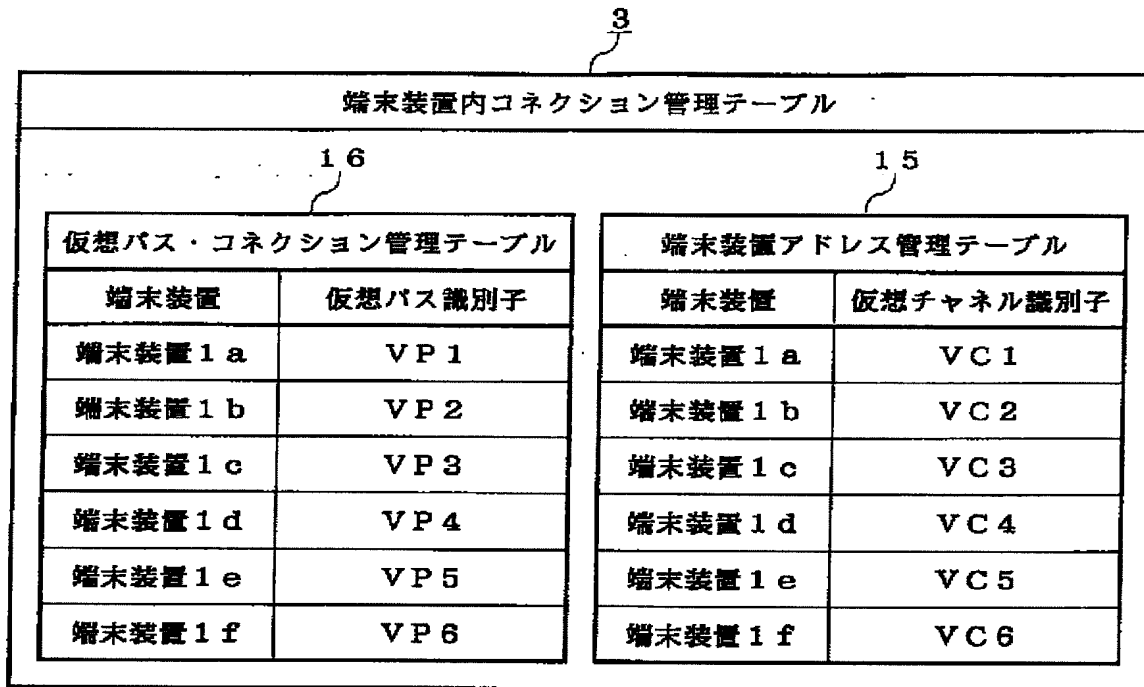 3
端末装置内コネクション管理テーブル
16
仮想パス・コネクション管理テーブル
端末装置 仮想パス識別子
端末装置1a VP1
端末装置1b VP2
端末装置1c VP3
端末装置1d VP4
端末装置1e VP5
端末装置1f VP6
15
端末装置アドレス管理テーブル
端末装置 仮想チャネル識別子
端末装置1a VC1
端末装置1b VC2
端末装置1c VC3
端末装置1d VC4
端末装置1e VC5
端末装置1f VC6